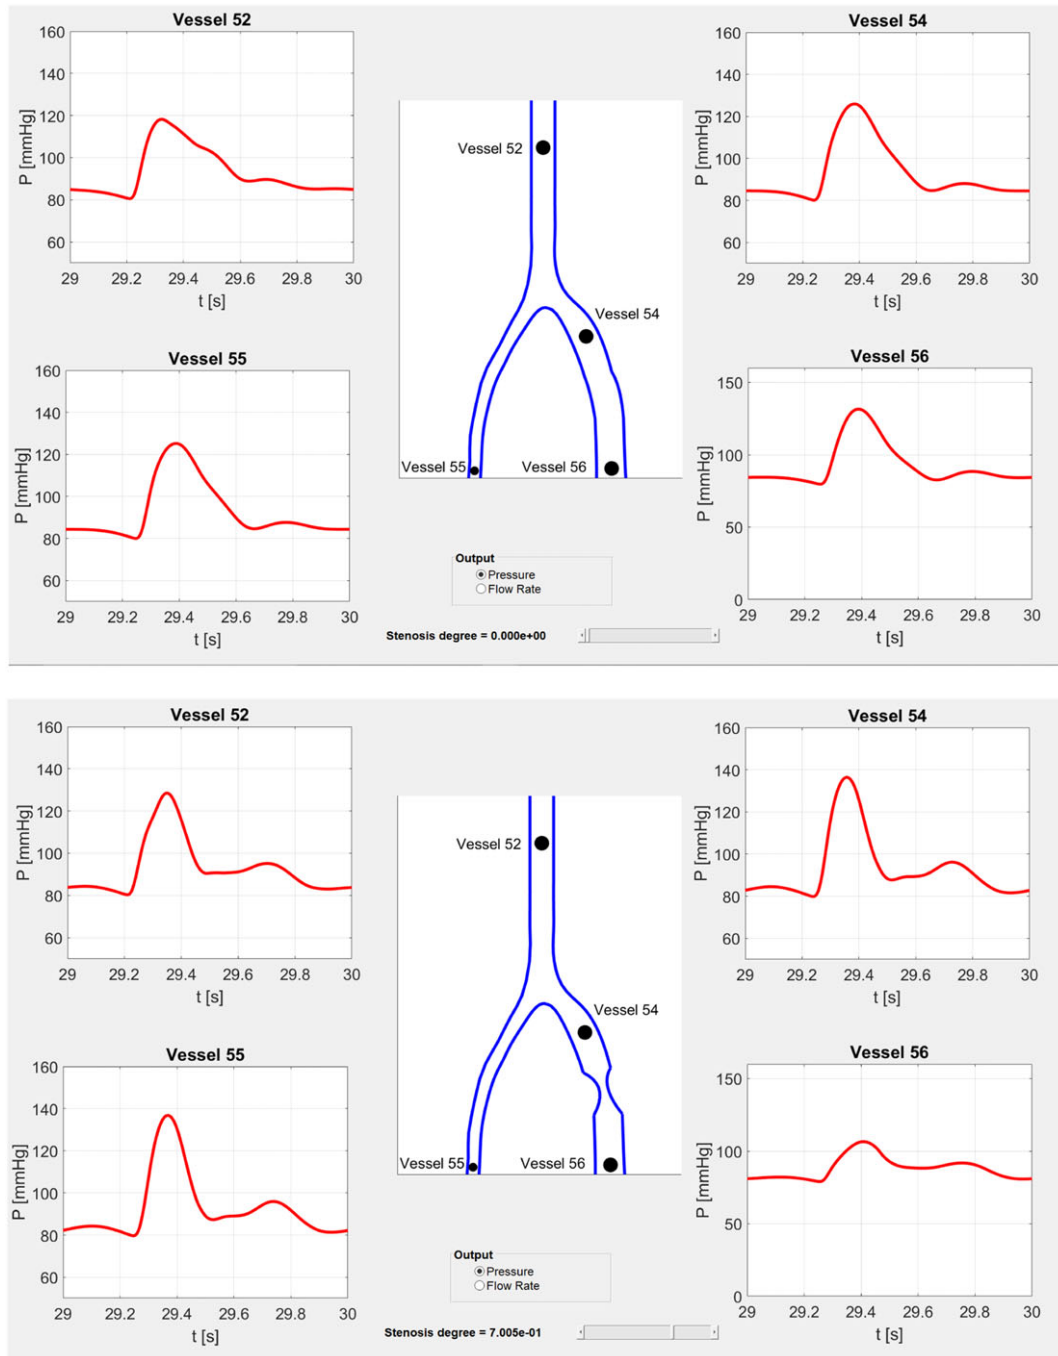 Vessel 52
160
140
120
100
80
60
P [mmHg]
29 29.2 29.4 29.6 29.8 30
t [s]
Vessel 54
160
140
120
100
80
60
P [mmHg]
29 29.2 29.4 29.6 29.8 30
t [s]
Vessel 52
Vessel 54
Vessel 55
Vessel 56
Vessel 55
160
140
120
100
80
60
P [mmHg]
29 29.2 29.4 29.6 29.8 30
t [s]
Vessel 56
150
100
50
0
P [mmHg]
29 29.2 29.4 29.6 29.8 30
t [s]
Output
Pressure
Flow Rate
Stenosis degree = 0.000e+00
Vessel 52
160
140
120
100
80
60
P [mmHg]
29 29.2 29.4 29.6 29.8 30
t [s]
Vessel 54
160
140
120
100
80
60
P [mmHg]
29 29.2 29.4 29.6 29.8 30
t [s]
Vessel 52
Vessel 54
Vessel 55
Vessel 56
Vessel 55
160
140
120
100
80
60
P [mmHg]
29 29.2 29.4 29.6 29.8 30
t [s]
Vessel 56
150
100
50
0
P [mmHg]
29 29.2 29.4 29.6 29.8 30
t [s]
Output
Pressure
Flow Rate
Stenosis degree = 7.005e-01